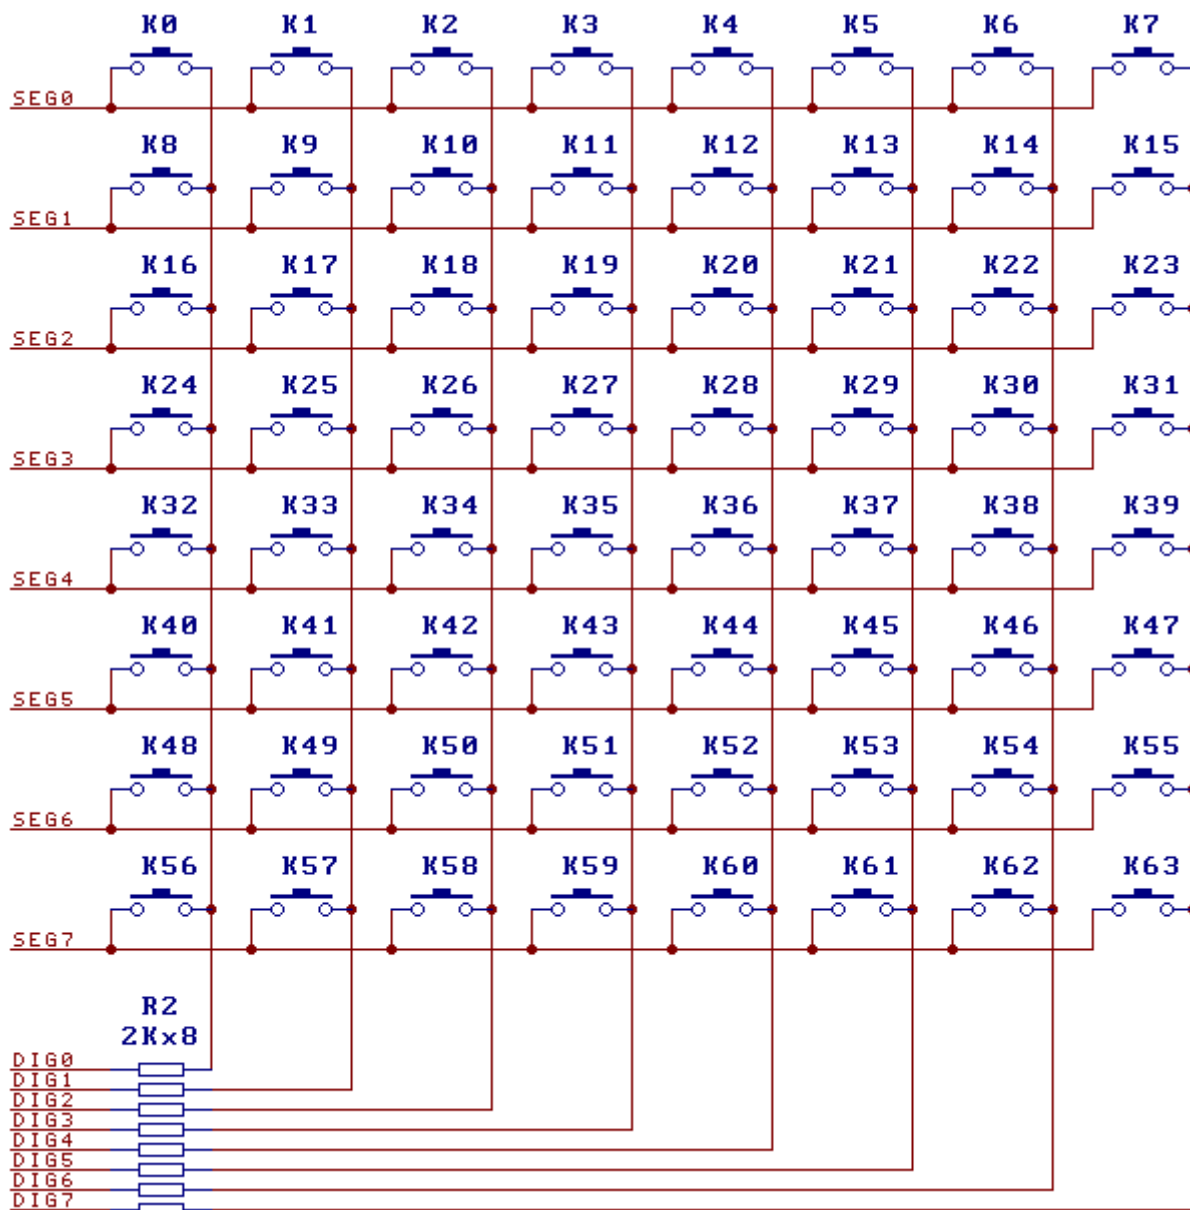 K0 K1 K2 K3 K4 K5 K6 K7
SEG0
K8 K9 K10 K11 K12 K13 K14 K15
SEG1
K16 K17 K18 K19 K20 K21 K22 K23
SEG2
K24 K25 K26 K27 K28 K29 K30 K31
SEG3
K32 K33 K34 K35 K36 K37 K38 K39
SEG4
K40 K41 K42 K43 K44 K45 K46 K47
SEG5
K48 K49 K50 K51 K52 K53 K54 K55
SEG6
K56 K57 K58 K59 K60 K61 K62 K63
SEG7
R2
2Kx8
DIG0
DIG1
DIG2
DIG3
DIG4
DIG5
DIG6
DIG7